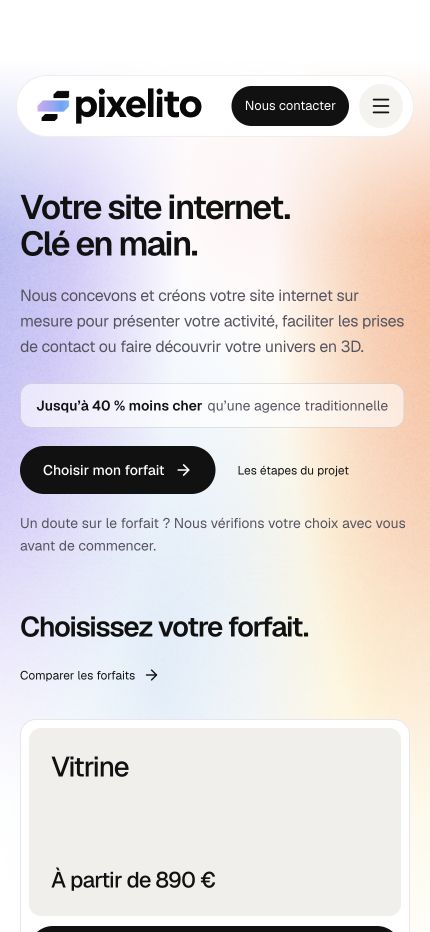 pixelito
Nous contacter
Votre site internet.
Clé en main.
Nous concevons et créons votre site internet sur
mesure pour présenter votre activité, faciliter les prises
de contact ou faire découvrir votre univers en 3D.
Jusqu’à 40 % moins cher qu’une agence traditionnelle
Choisir mon forfait →
Les étapes du projet
Un doute sur le forfait ? Nous vérifions votre choix avec vous
avant de commencer.
Choisissez votre forfait.
Comparer les forfaits →
Vitrine
À partir de 890 €